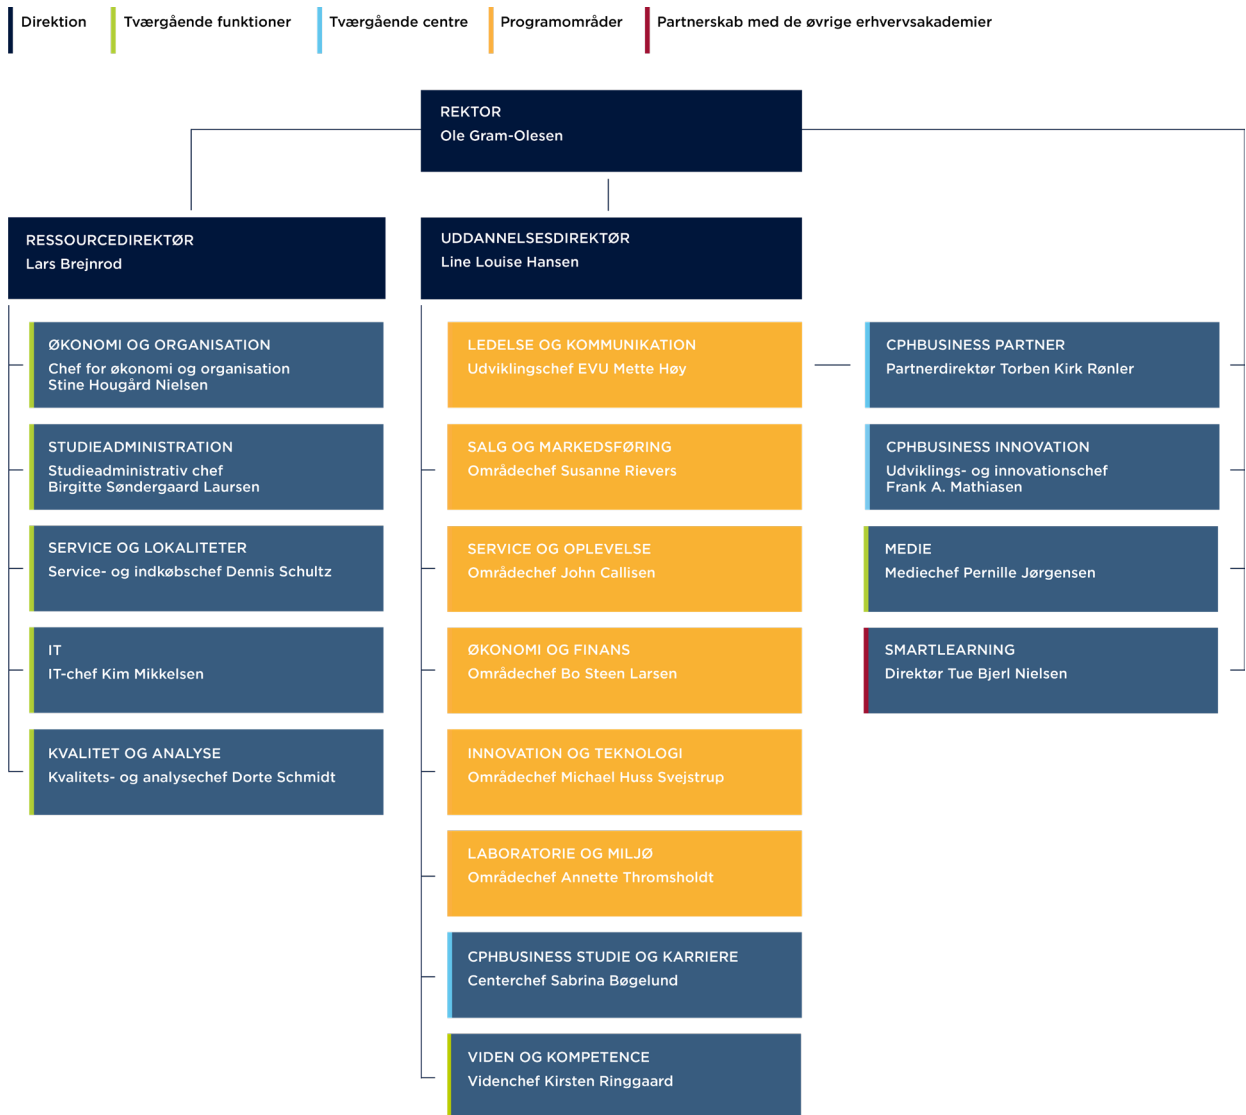 Direktion
Tværgående funktioner
Tværgående centre
Programområder
Partnerskab med de øvrige erhvervsakademier
REKTOR
Ole Gram-Olesen
RESSOURCEDIREKTØR
Lars Brejnrod
UDDANNELSESDIREKTØR
Line Louise Hansen
ØKONOMI OG ORGANISATION
Chef for økonomi og organisation
Stine Hougård Nielsen
STUDIEADMINISTRATION
Studieadministrativ chef
Birgitte Søndergaard Laursen
SERVICE OG LOKALITETER
Service- og indkøbschef Dennis Schultz
IT
IT-chef Kim Mikkelsen
KVALITET OG ANALYSE
Kvalitets- og analysechef Dorte Schmidt
LEDELSE OG KOMMUNIKATION
Udviklingschef EVU Mette Høy
SALG OG MARKEDSFØRING
Områdechef Susanne Rievers
SERVICE OG OPLEVELSE
Områdechef John Callisen
ØKONOMI OG FINANS
Områdechef Bo Steen Larsen
INNOVATION OG TEKNOLOGI
Områdechef Michael Huss Svejstrup
LABORATORIE OG MILJØ
Områdechef Annette Thromsholdt
CPHBUSINESS STUDIE OG KARRIERE
Centerchef Sabrina Bøgelund
VIDEN OG KOMPETENCE
Videnchef Kirsten Ringgaard
CPHBUSINESS PARTNER
Partnerdirektør Torben Kirk Rønler
CPHBUSINESS INNOVATION
Udviklings- og innovationschef
Frank A. Mathiasen
MEDIE
Mediechef Pernille Jørgensen
SMARTLEARNING
Direktør Tue Bjerl Nielsen